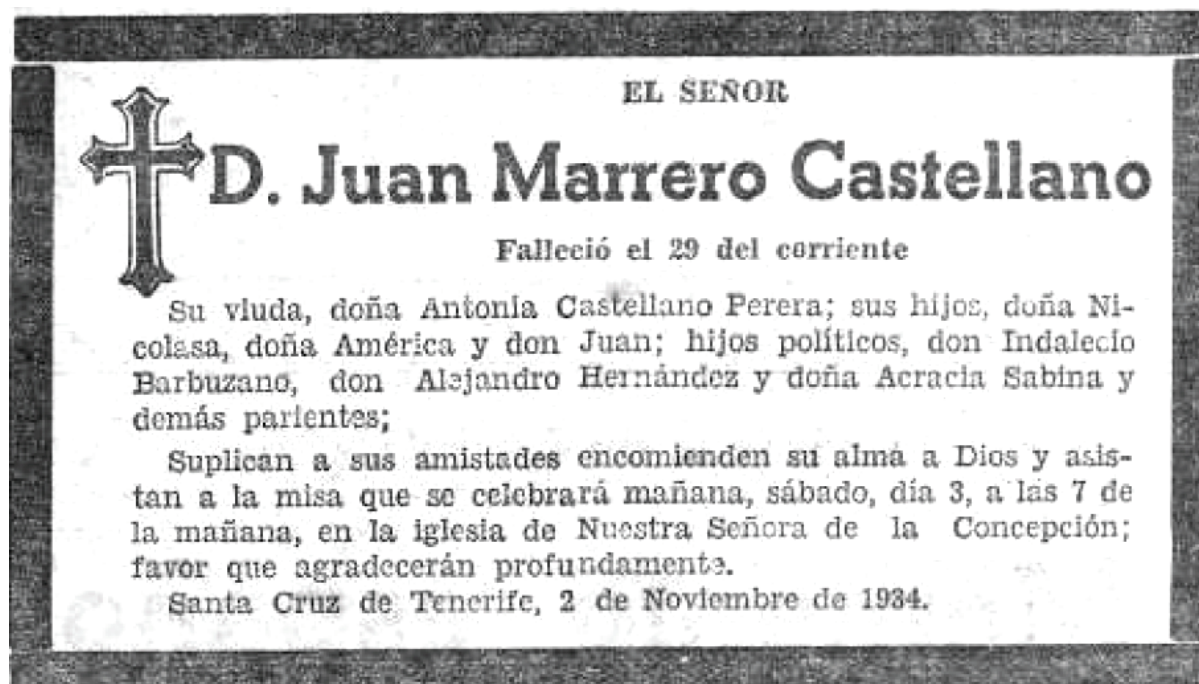 EL SEÑOR
D. Juan Marrero Castellano
Falleció el 29 del corriente
Su viuda, doña Antonia Castellano Perera; sus hijos, doña Ni-
colasa, doña América y don Juan; hijos políticos, don Indalecio
Barbuzano, don Alejandro Hernández y doña Acracia Sabina y
demás parientes;
Suplican a sus amistades encomienden su alma a Dios y asis-
tan a la misa que se celebrará mañana, sábado, día 3, a las 7 de
la mañana, en la iglesia de Nuestra Señora de la Concepción;
favor que agradecerán profundamente.
Santa Cruz de Tenerife, 2 de Noviembre de 1934.